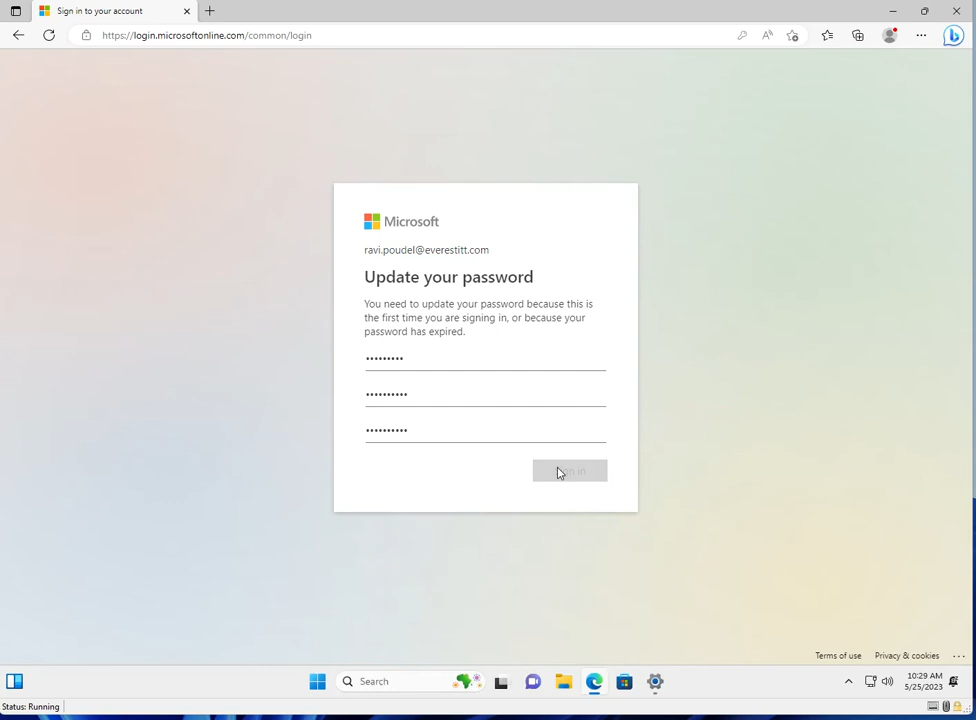 Sign in to your account
https://login.microsoftonline.com/common/login
Microsoft
ravi.poudel@everestitt.com
Update your password
You need to update your password because this is
the first time you are signing in, or because your
password has expired.
•••••••••
••••••••••
••••••••••
Terms of use Privacy & cookies ...
Search
10:29 AM
5/25/2023
Status: Running